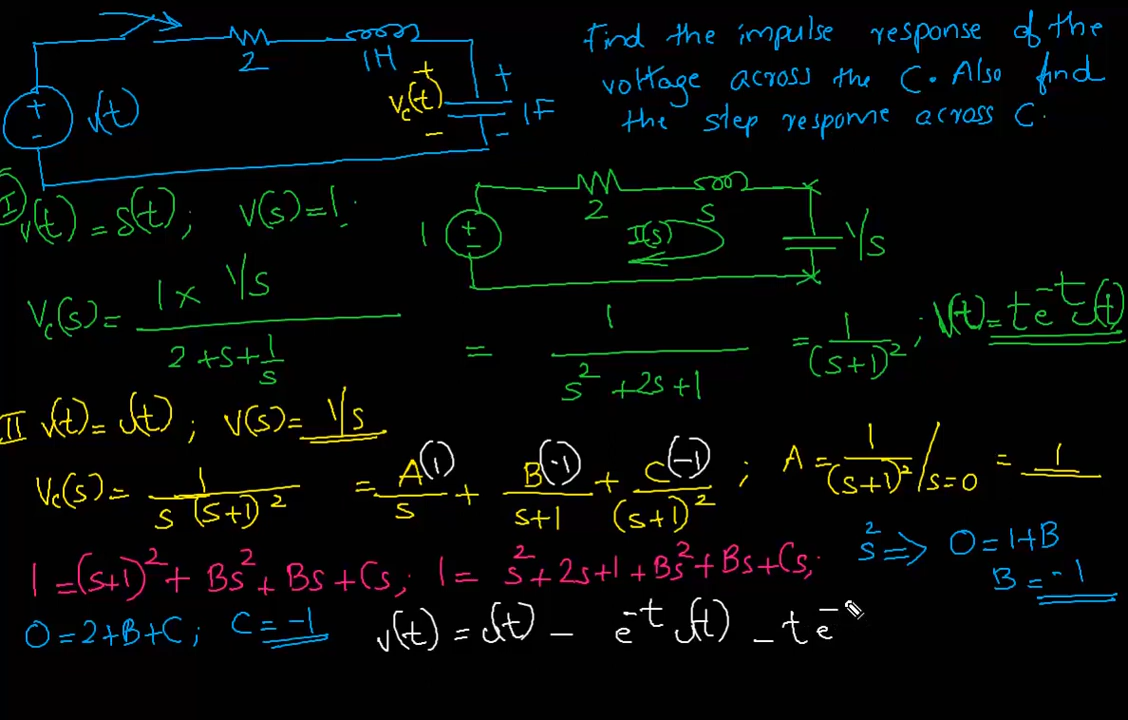 Find the impulse response of the
voltage across the C. Also find
the step response across C.
v(t)
2
1H
+
Vc(t)
-
+
-
1F
+
-
I
v(t) = δ(t); V(s)=1;
1
+
-
2
s
I(s)
1/s
Vc(s) = 1 x 1/s / 2+s+1/s = 1 / s²+2s+1 = 1/(s+1)²; V(t) = te^-t u(t)
II v(t) = u(t); V(s) = 1/s
Vc(s) = 1 / s(s+1)² = A(1)/s + B(-1)/s+1 + C(-1)/(s+1)²; A = 1/(s+1)² /s=0 = 1
1 = (s+1)² + Bs² + Bs + Cs; 1 = s²+2s+1+Bs²+Bs+Cs;
s² => 0=1+B
B = -1
0=2+B+C; C = -1
v(t) = u(t) - e^-t u(t) - te^-